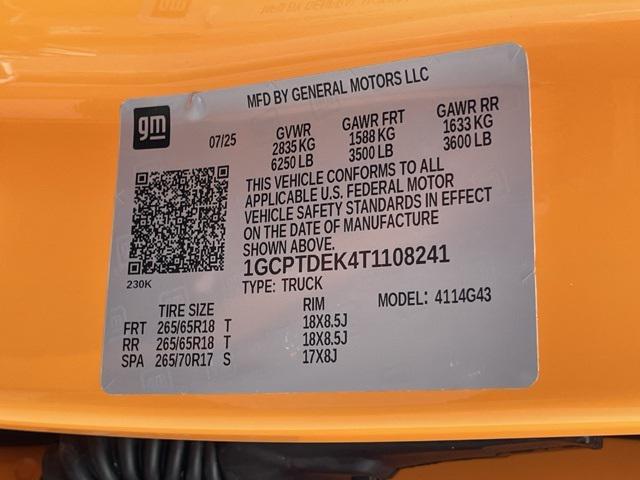 MFD BY GENERAL MOTORS LLC
gm
07/25
GVWR GAWR FRT GAWR RR
2835 KG 1588 KG 1633 KG
6250 LB 3500 LB 3600 LB
THIS VEHICLE CONFORMS TO ALL
APPLICABLE U.S. FEDERAL MOTOR
VEHICLE SAFETY STANDARDS IN EFFECT
ON THE DATE OF MANUFACTURE
SHOWN ABOVE.
1GCPTDEK4T1108241
230K
TYPE: TRUCK
MODEL: 4114G43
TIRE SIZE RIM
FRT 265/65R18 T 18X8.5J
RR 265/65R18 T 18X8.5J
SPA 265/70R17 S 17X8J